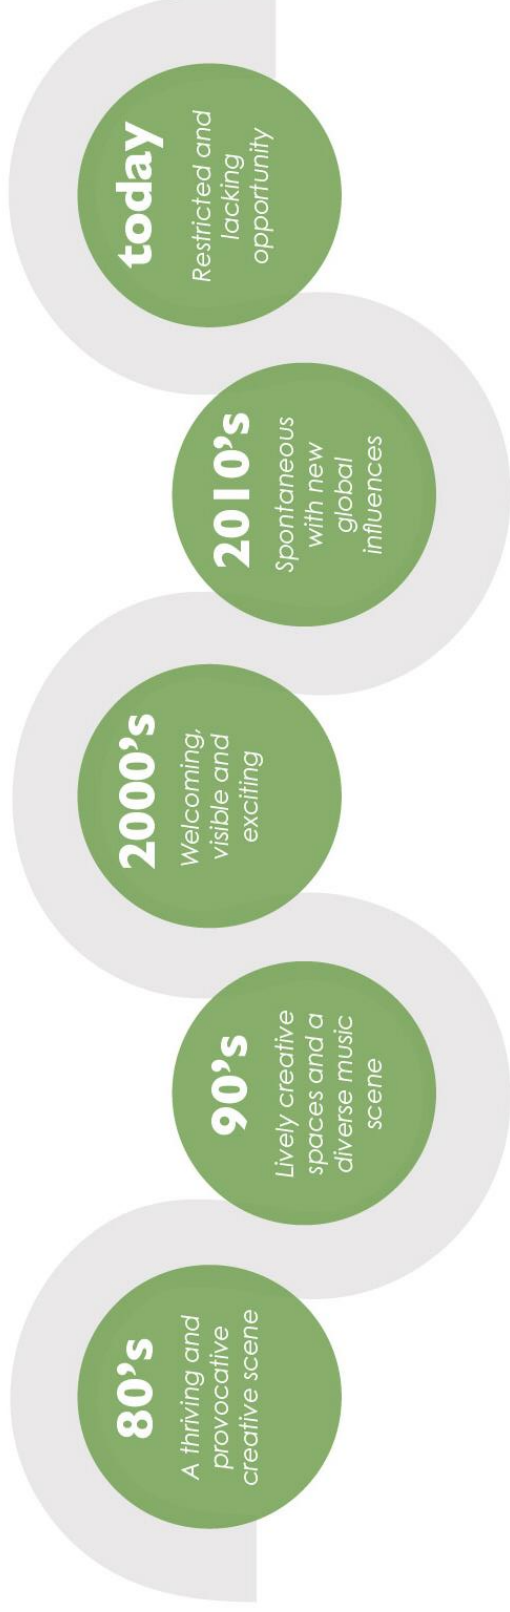 80's
A thriving and
provocative
creative scene
90's
Lively creative
spaces and a
diverse music
scene
2000's
Welcoming,
visible and
exciting
2010's
Spontaneous
with new
global
influences
today
Restricted and
lacking
opportunity